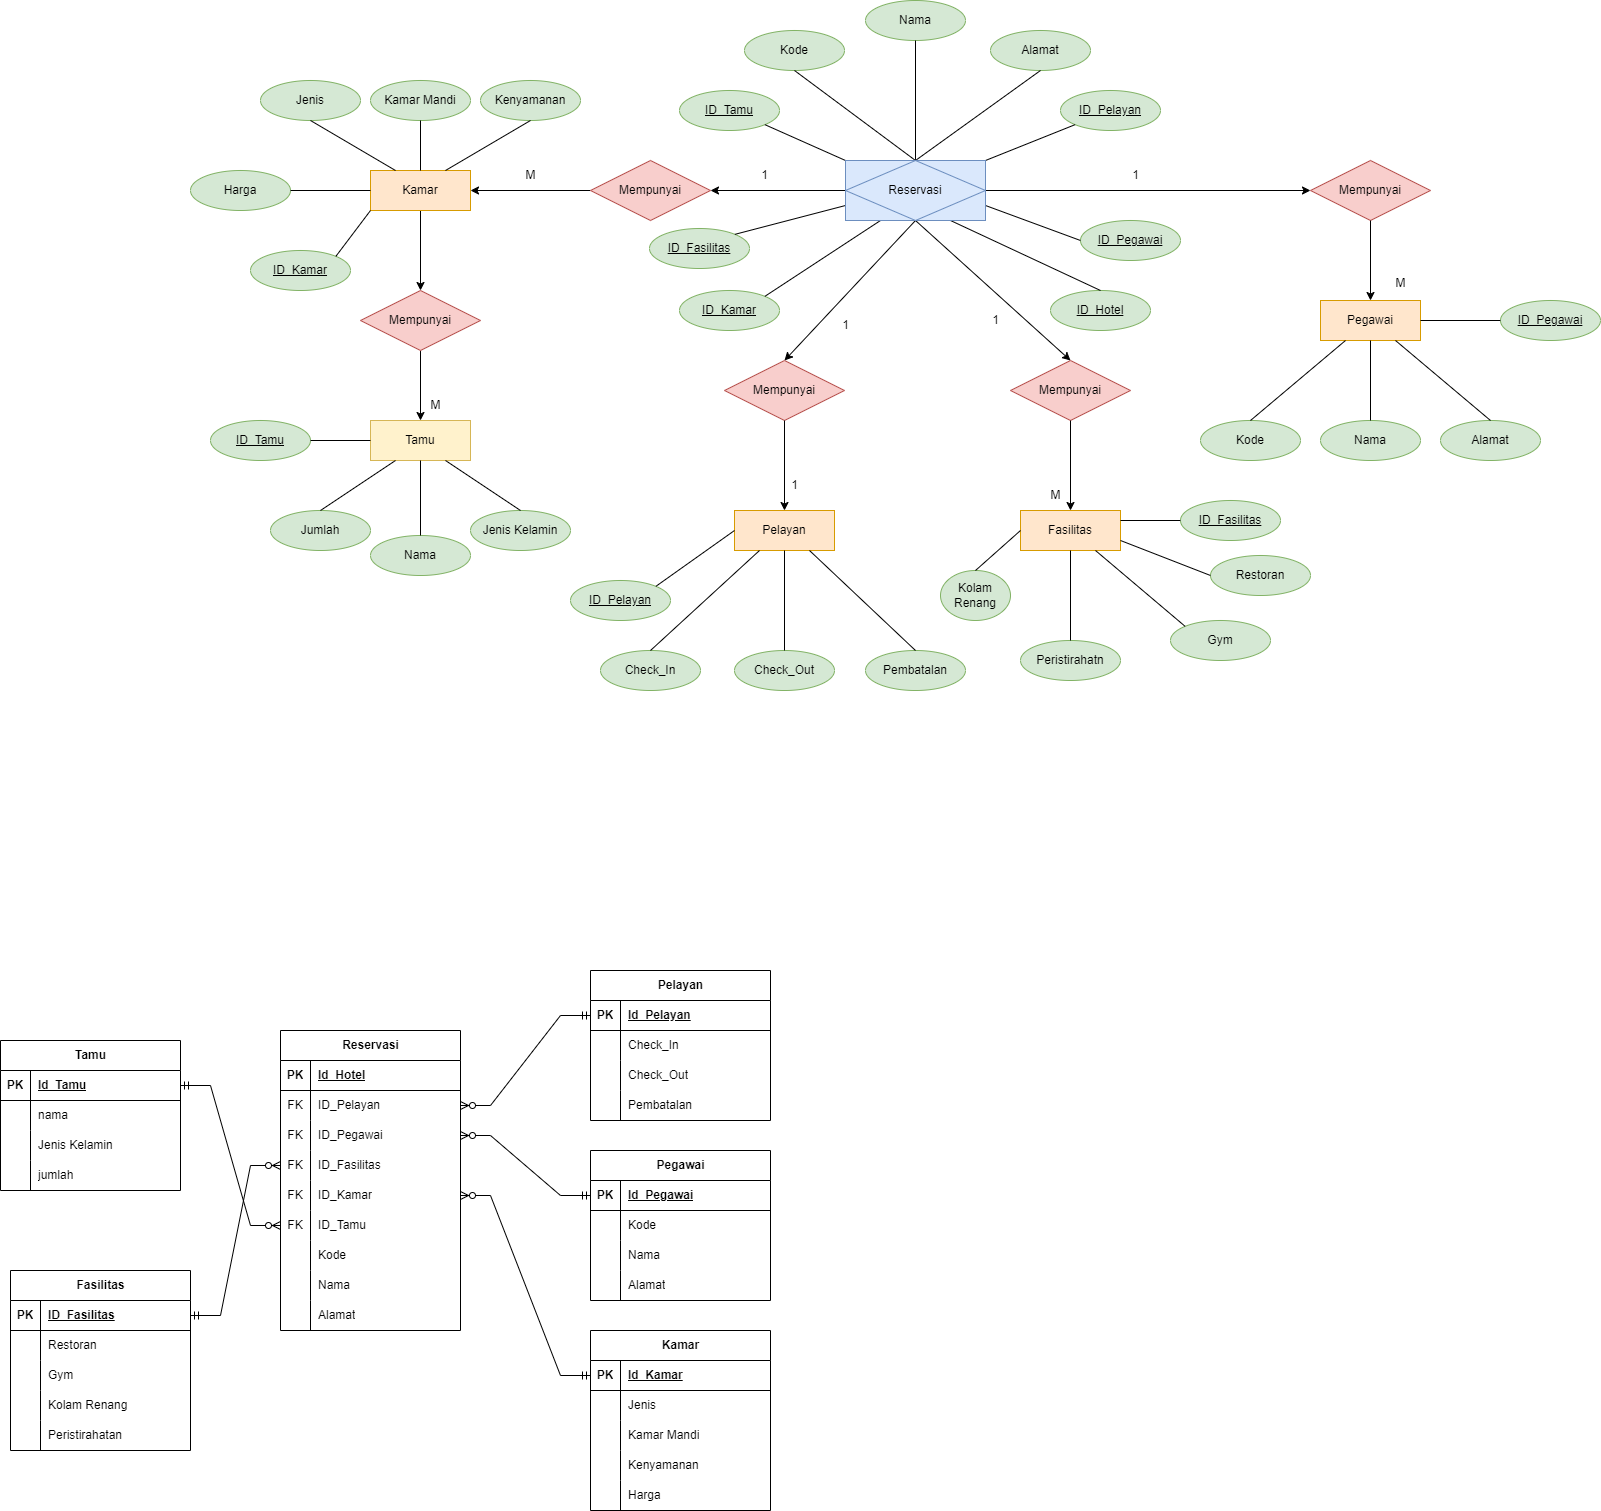 Nama
Kode
Alamat
Jenis
Kamar Mandi
Kenyamanan
ID_Tamu
ID_Pelayan
Harga
Kamar
M
Mempunyai
1
Reservasi
1
Mempunyai
ID_Fasilitas
ID_Pegawai
ID_Kamar
ID_Kamar
ID_Hotel
M
Mempunyai
1
1
Pegawai
ID_Pegawai
Mempunyai
Mempunyai
M
ID_Tamu
Tamu
Kode
Nama
Alamat
1
M
Jumlah
Nama
Jenis Kelamin
Pelayan
Fasilitas
ID_Fasilitas
Restoran
ID_Pelayan
Kolam
Renang
Gym
Check_In
Check_Out
Pembatalan
Peristirahatn
Tamu
PK Id_Tamu
nama
Jenis Kelamin
jumlah
Fasilitas
PK ID_Fasilitas
Restoran
Gym
Kolam Renang
Peristirahatan
Reservasi
PK Id_Hotel
FK ID_Pelayan
FK ID_Pegawai
FK ID_Fasilitas
FK ID_Kamar
FK ID_Tamu
Kode
Nama
Alamat
Pelayan
PK Id_Pelayan
Check_In
Check_Out
Pembatalan
Pegawai
PK Id_Pegawai
Kode
Nama
Alamat
Kamar
PK Id_Kamar
Jenis
Kamar Mandi
Kenyamanan
Harga